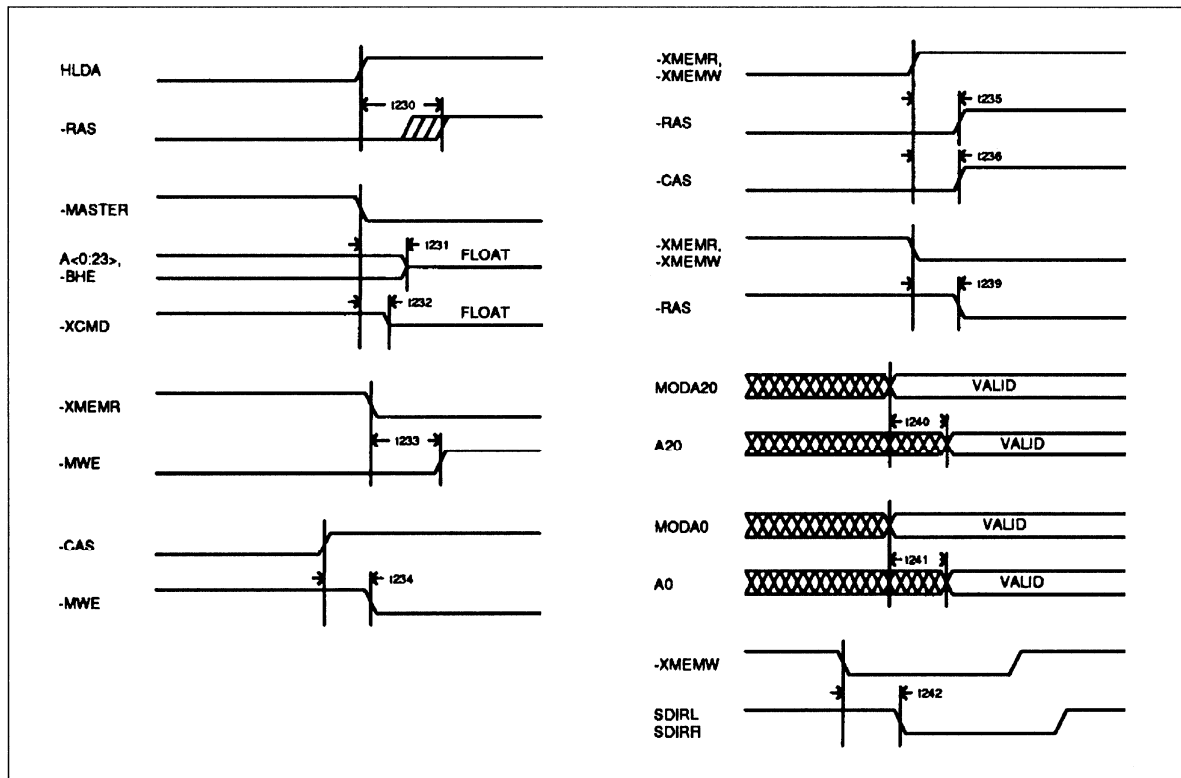 HLDA
t230
-RAS
-MASTER
t231
A<0:23>,
-BHE
FLOAT
t232
-XCMD
FLOAT
-XMEMR
t233
-MWE
-CAS
t234
-MWE
-XMEMR,
-XMEMW
t235
-RAS
t236
-CAS
-XMEMR,
-XMEMW
t239
-RAS
MODA20
VALID
t240
A20
VALID
MODA0
VALID
t241
A0
VALID
-XMEMW
t242
SDIRL
SDIRH